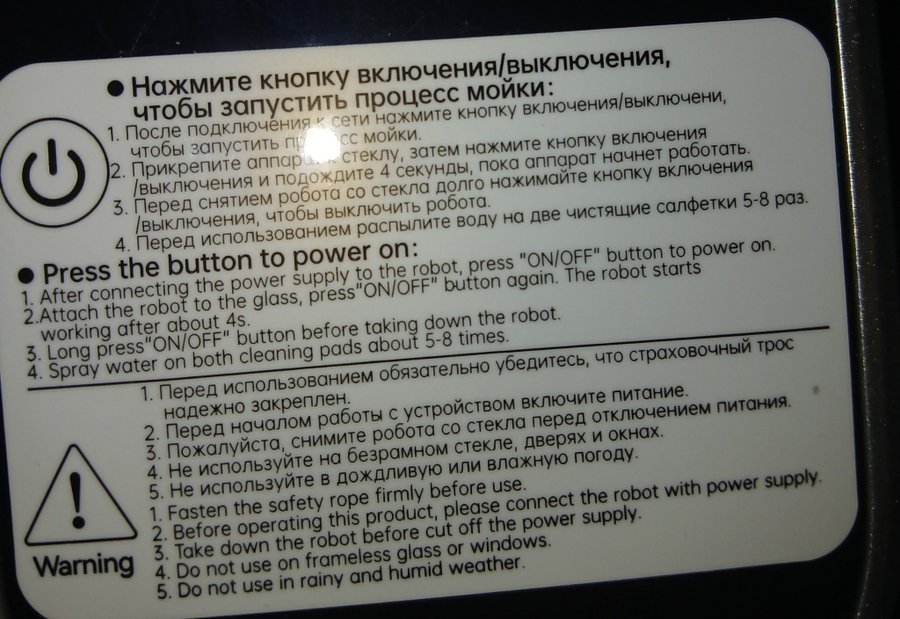 ● Нажмите кнопку включения/выключения,
чтобы запустить процесс мойки:
1. После подключения к сети нажмите кнопку включения/выключени,
чтобы запустить процесс мойки.
2. Прикрепите аппарат стеклу, затем нажмите кнопку включения
/выключения и подождите 4 секунды, пока аппарат начнет работать.
3. Перед снятием робота со стекла долго нажимайте кнопку включения
/выключения, чтобы выключить робота.
4. Перед использованием распылите воду на две чистящие салфетки 5-8 раз.
● Press the button to power on:
1. After connecting the power supply to the robot, press "ON/OFF" button to power on.
2.Attach the robot to the glass, press"ON/OFF" button again. The robot starts
working after about 4s.
3. Long press"ON/OFF" button before taking down the robot.
4. Spray water on both cleaning pads about 5-8 times.
1. Перед использованием обязательно убедитесь, что страховочный трос
надежно закреплен.
2. Перед началом работы с устройством включите питание.
3. Пожалуйста, снимите робота со стекла перед отключением питания.
4. Не используйте на безрамном стекле, дверях и окнах.
5. Не используйте в дождливую или влажную погоду.
1. Fasten the safety rope firmly before use.
2. Before operating this product, please connect the robot with power supply.
3. Take down the robot before cut off the power supply.
4. Do not use on frameless glass or windows.
5. Do not use in rainy and humid weather.
Warning